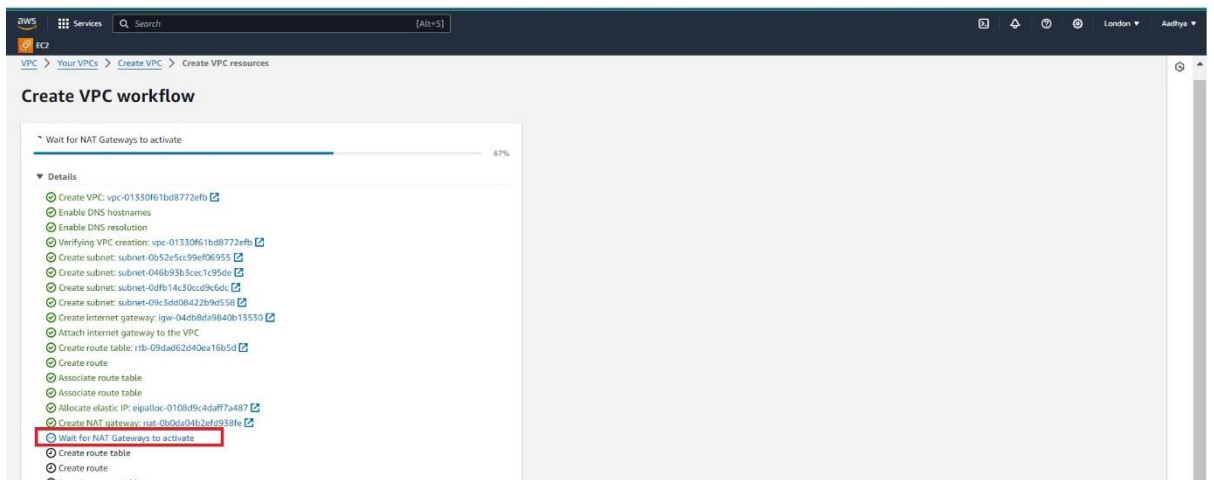 aws Services Search [Alt+S] London ▼ Aadhya ▼
EC2
VPC > Your VPCs > Create VPC > Create VPC resources
Create VPC workflow
Wait for NAT Gateways to activate
67%
▼ Details
Create VPC: vpc-01330f61bd8772efb
Enable DNS hostnames
Enable DNS resolution
Verifying VPC creation: vpc-01330f61bd8772efb
Create subnet: subnet-0b52e5cc99ef06955
Create subnet: subnet-046b93b3cec1c95de
Create subnet: subnet-0dfb14c30ccd9c6dc
Create subnet: subnet-09c3dd08422b9d558
Create internet gateway: igw-04db8da9840b13530
Attach internet gateway to the VPC
Create route table: rtb-09dad62d40ea16b5d
Create route
Associate route table
Associate route table
Allocate elastic IP: eipalloc-0108d9c4daff7a487
Create NAT gateway: nat-0b0da04b2efd938fe
Wait for NAT Gateways to activate
Create route table
Create route